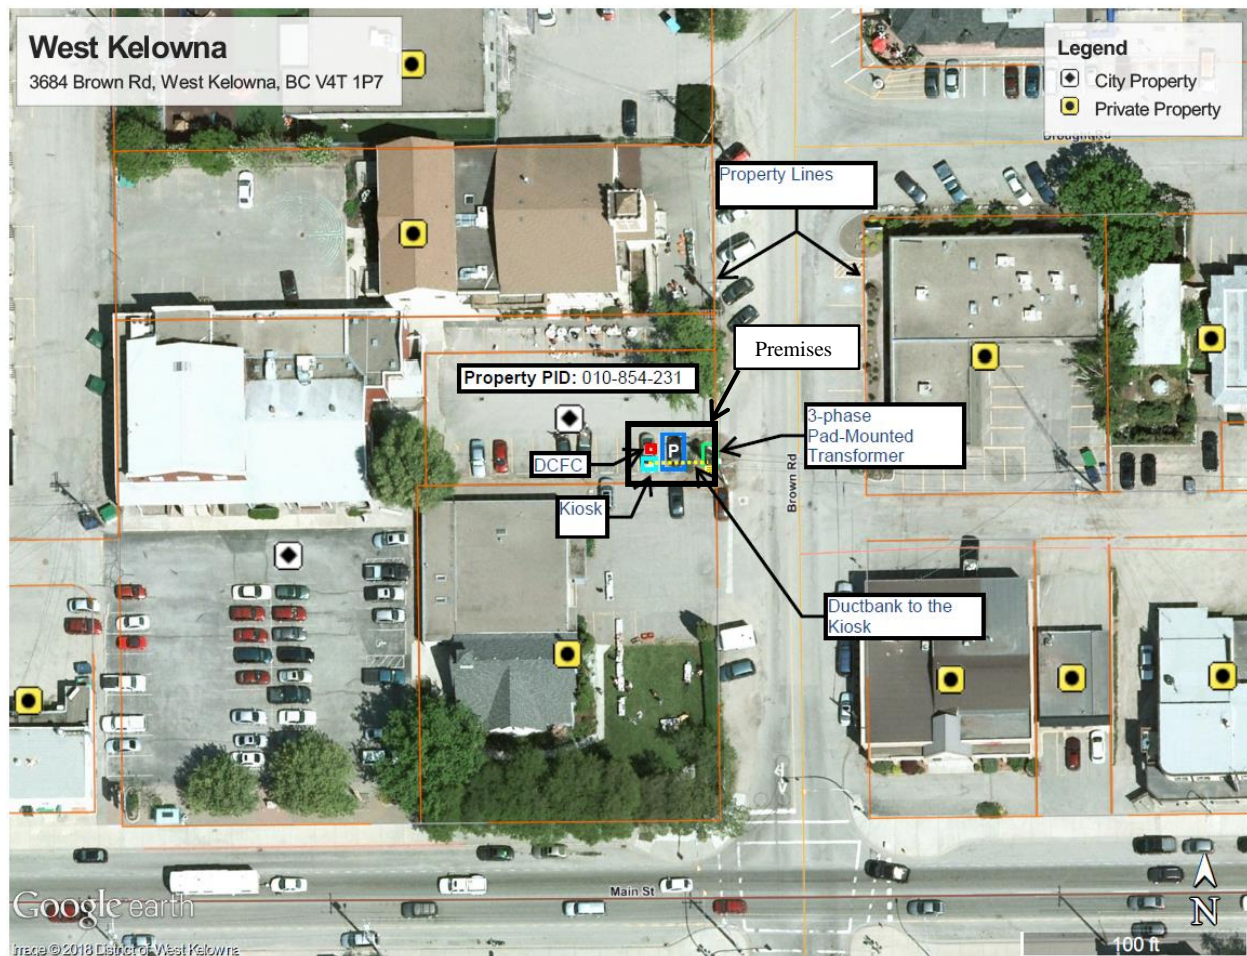 West Kelowna
3684 Brown Rd, West Kelowna, BC V4T 1P7
Legend
City Property
Private Property
Brought Rd
Property Lines
Premises
Property PID: 010-854-231
3-phase
Pad-Mounted
Transformer
P
DCFC
Kiosk
Brown Rd
Ductbank to the
Kiosk
Main St
N
Google earth
Image © 2018 District of West Kelowna
100 ft